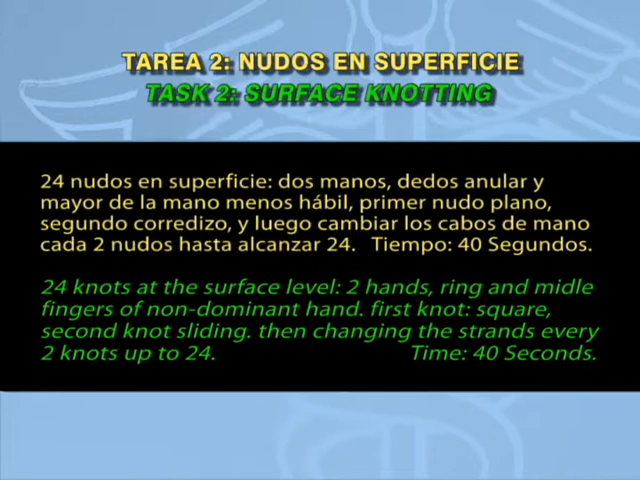 TAREA 2: NUDOS EN SUPERFICIE
TASK 2: SURFACE KNOTTING
24 nudos en superficie: dos manos, dedos anular y
mayor de la mano menos hábil, primer nudo plano,
segundo corredizo, y luego cambiar los cabos de mano
cada 2 nudos hasta alcanzar 24. Tiempo: 40 Segundos.
24 knots at the surface level: 2 hands, ring and midle
fingers of non-dominant hand. first knot: square,
second knot sliding. then changing the strands every
2 knots up to 24. Time: 40 Seconds.